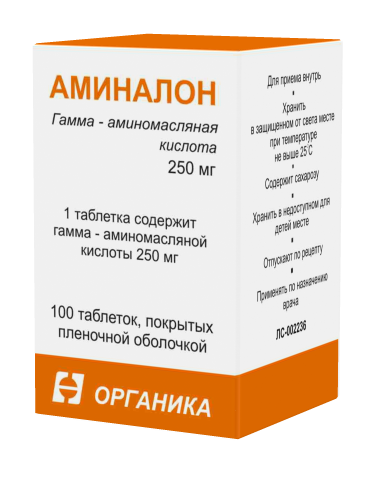 АМИНАЛОН
Гамма - аминомасляная
кислота
250 мг
1 таблетка содержит
гамма - аминомасляной
кислоты 250 мг
100 таблеток, покрытых
пленочной оболочкой
ОРГАНИКА
Для приема внутрь
•
Хранить
в защищенном от света месте
при температуре
не выше 25°С
•
Содержит сахарозу
•
Хранить в недоступном для
детей месте
•
Отпускают по рецепту
•
Применять по назначению
врача
ЛС-002236